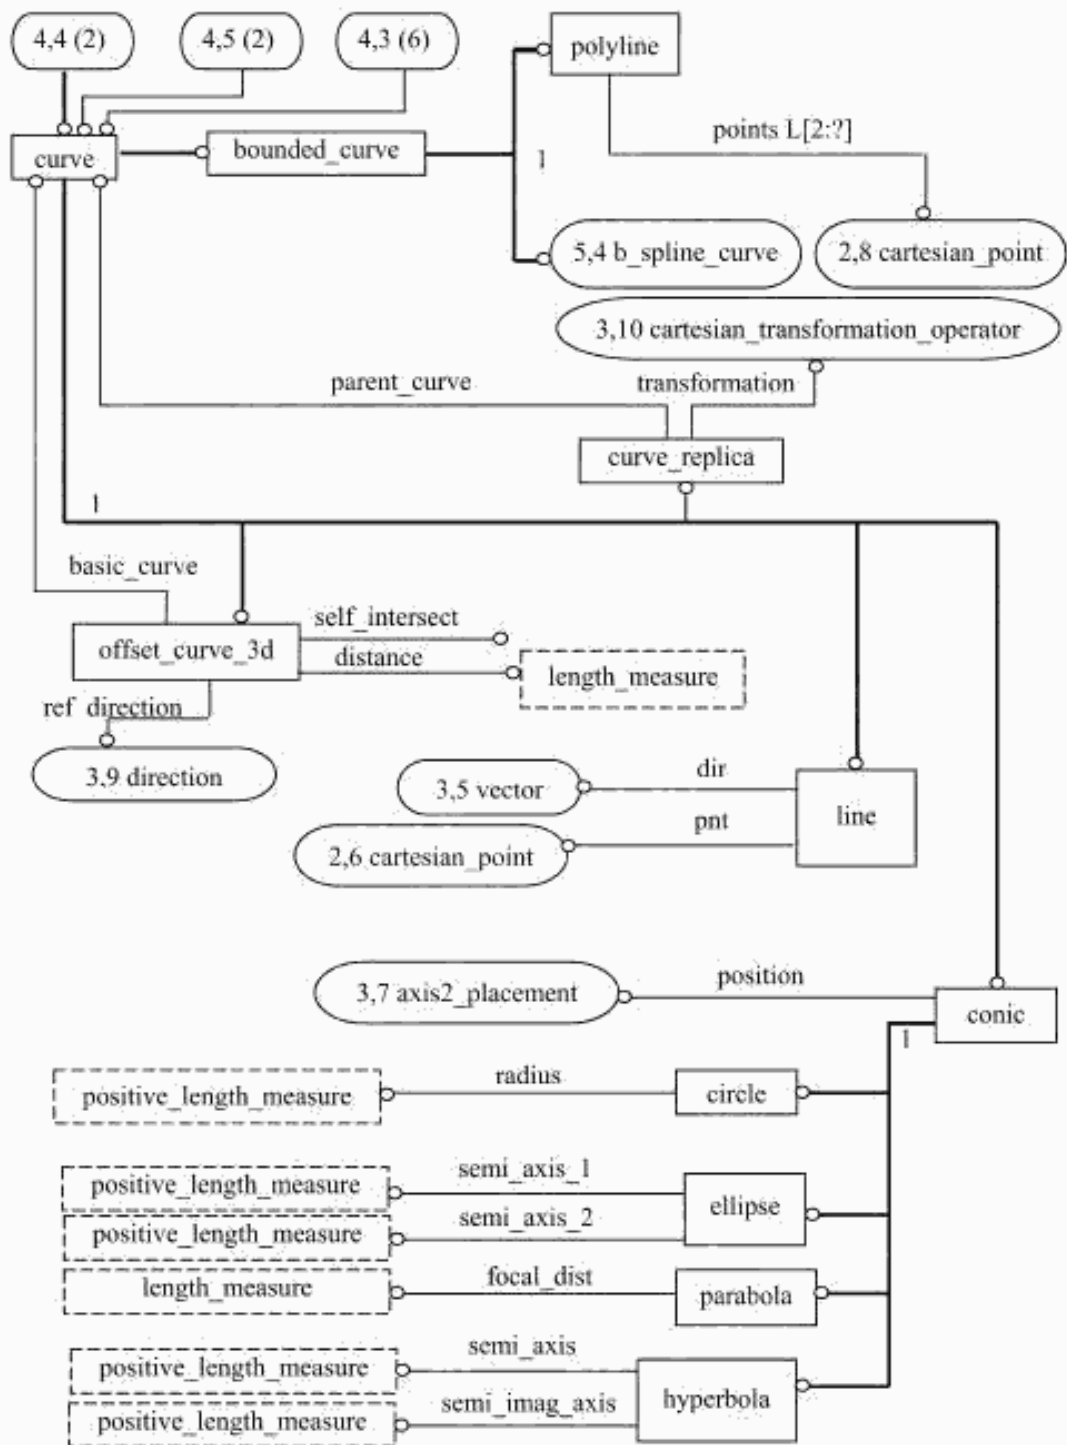 4,4 (2)
4,5 (2)
4,3 (6)
polyline
points L[2:?]
curve
bounded_curve
1
5,4 b_spline_curve
2,8 cartesian_point
3,10 cartesian_transformation_operator
parent_curve
transformation
curve_replica
1
basic_curve
self_intersect
offset_curve_3d
distance
length_measure
ref_direction
3,9 direction
dir
3,5 vector
line
pnt
2,6 cartesian_point
position
3,7 axis2_placement
conic
1
radius
positive_length_measure
circle
semi_axis_1
positive_length_measure
ellipse
semi_axis_2
positive_length_measure
focal_dist
length_measure
parabola
semi_axis
positive_length_measure
hyperbola
semi_imag_axis
positive_length_measure